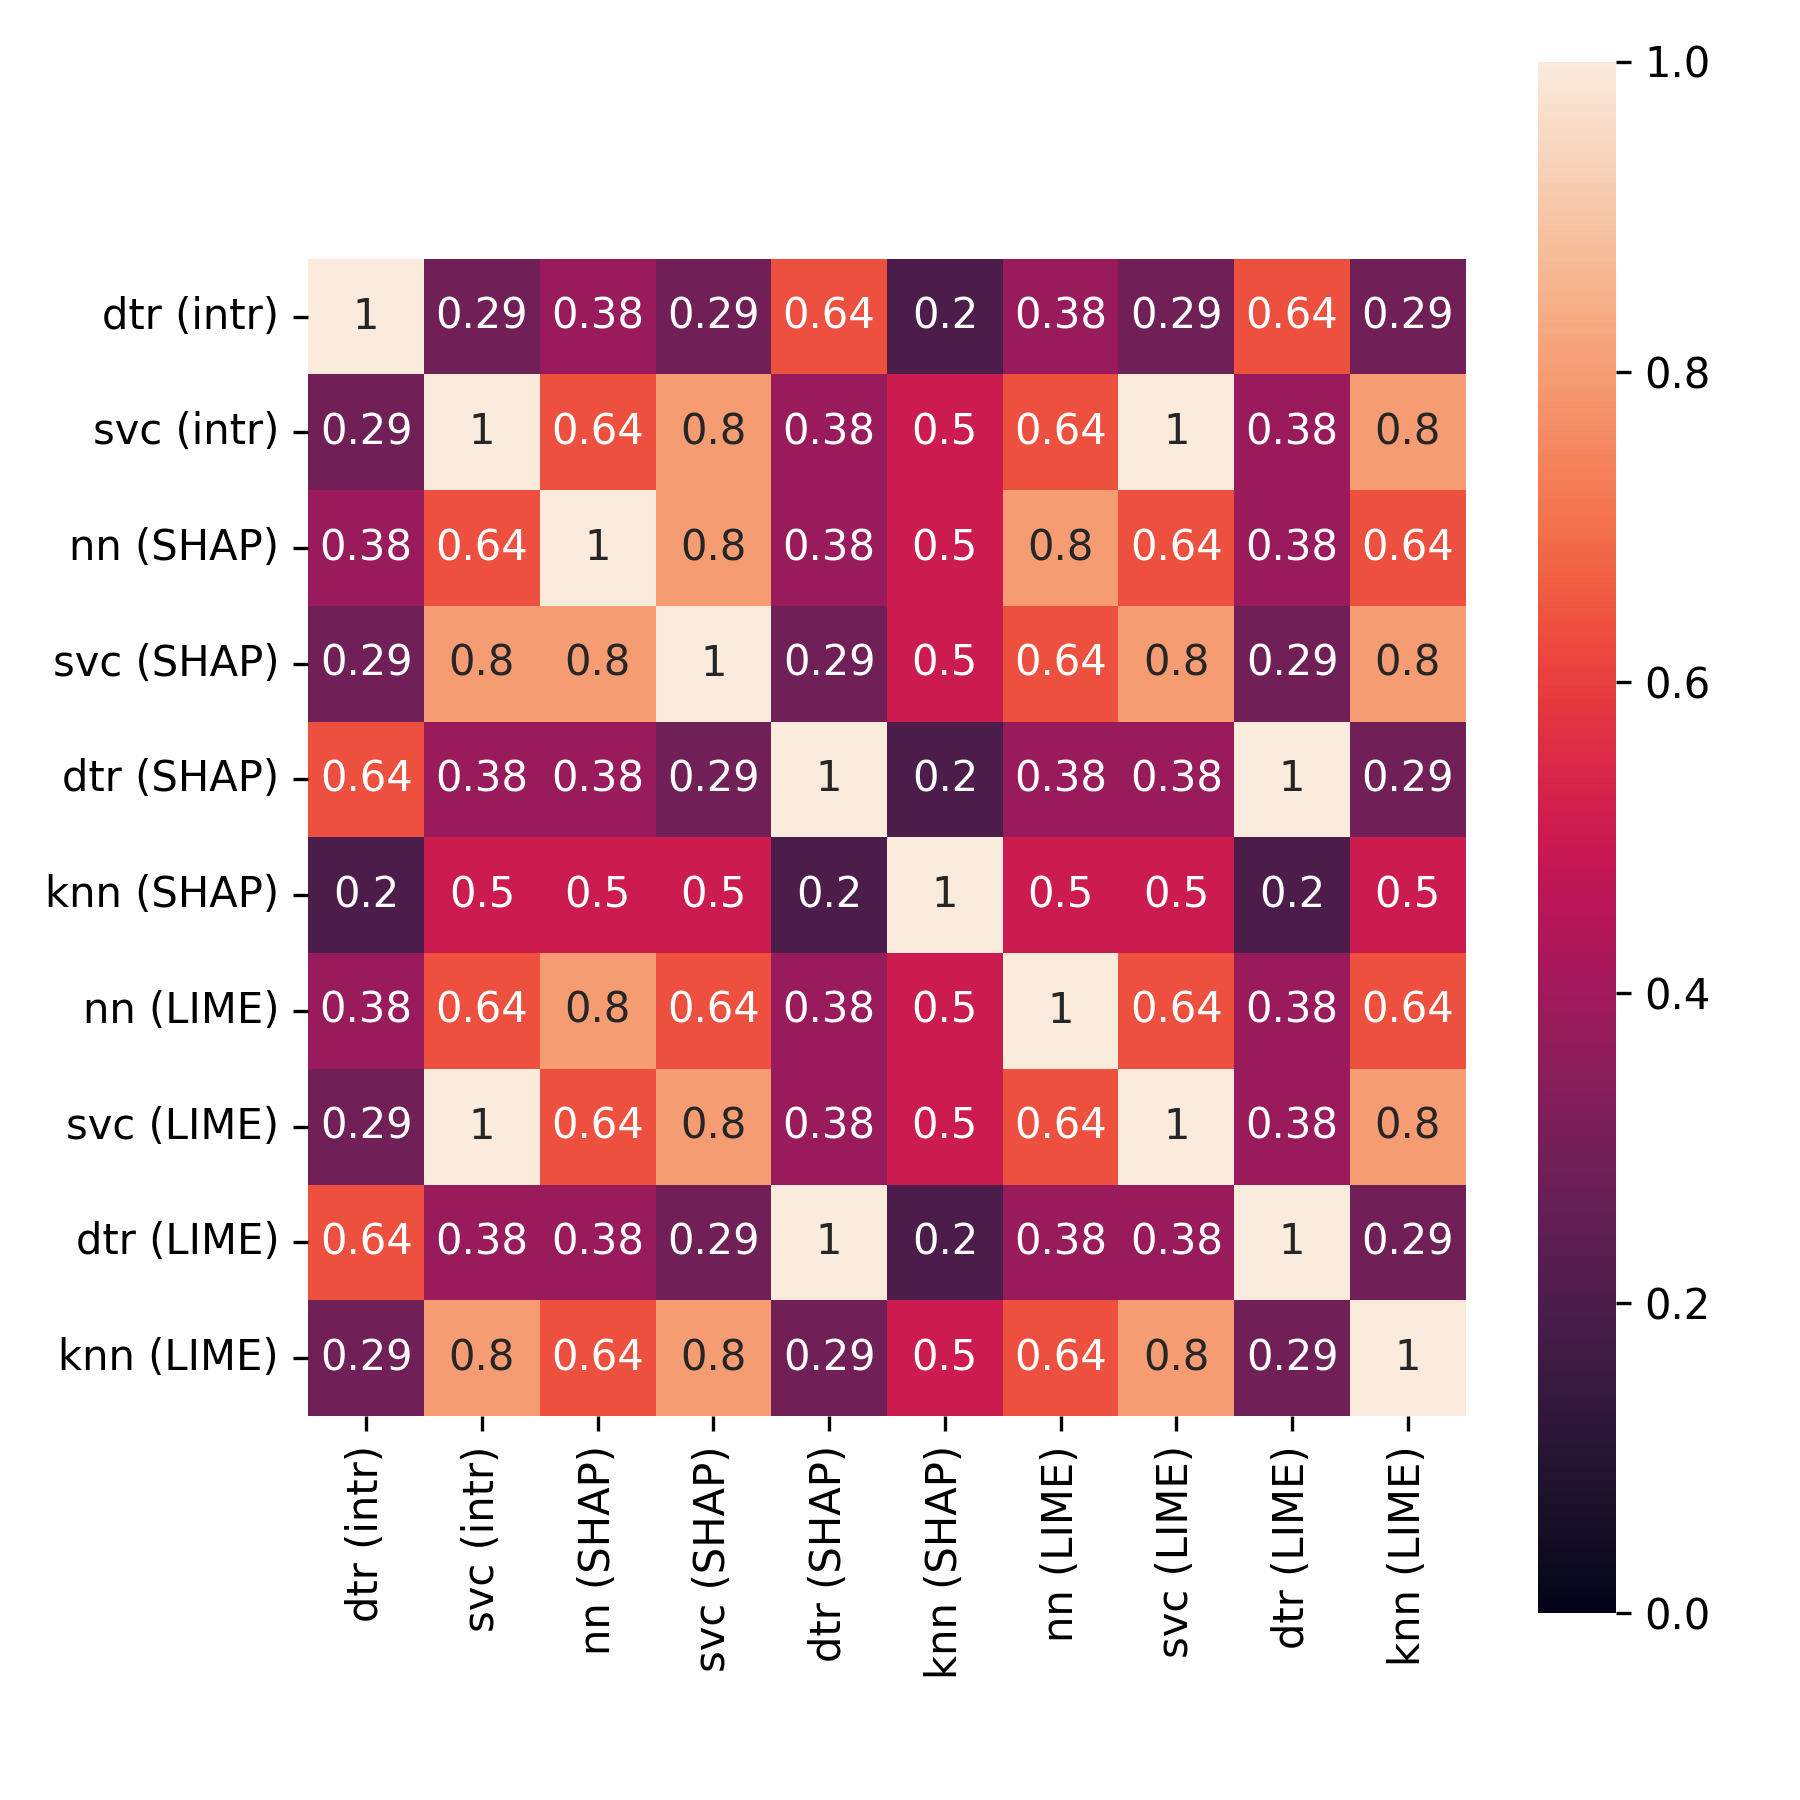 1.0
0.8
0.6
0.4
0.2
0.0
dtr (intr) 1 0.29 0.38 0.29 0.64 0.2 0.38 0.29 0.64 0.29
svc (intr) 0.29 1 0.64 0.8 0.38 0.5 0.64 1 0.38 0.8
nn (SHAP) 0.38 0.64 1 0.8 0.38 0.5 0.8 0.64 0.38 0.64
svc (SHAP) 0.29 0.8 0.8 1 0.29 0.5 0.64 0.8 0.29 0.8
dtr (SHAP) 0.64 0.38 0.38 0.29 1 0.2 0.38 0.38 1 0.29
knn (SHAP) 0.2 0.5 0.5 0.5 0.2 1 0.5 0.5 0.2 0.5
nn (LIME) 0.38 0.64 0.8 0.64 0.38 0.5 1 0.64 0.38 0.64
svc (LIME) 0.29 1 0.64 0.8 0.38 0.5 0.64 1 0.38 0.8
dtr (LIME) 0.64 0.38 0.38 0.29 1 0.2 0.38 0.38 1 0.29
knn (LIME) 0.29 0.8 0.64 0.8 0.29 0.5 0.64 0.8 0.29 1
dtr (intr)
svc (intr)
nn (SHAP)
svc (SHAP)
dtr (SHAP)
knn (SHAP)
nn (LIME)
svc (LIME)
dtr (LIME)
knn (LIME)